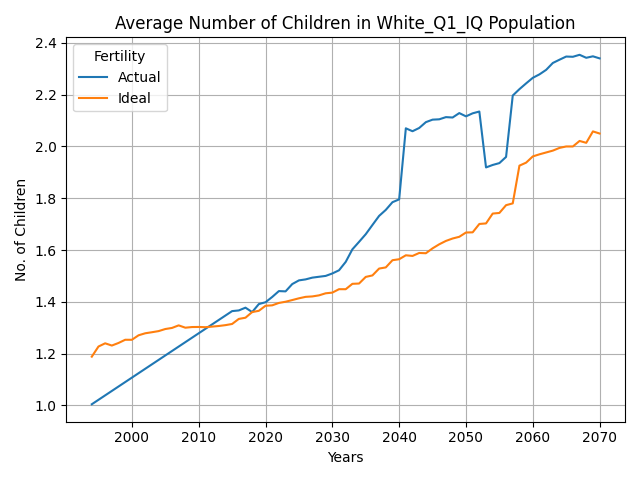 Average Number of Children in White_Q1_IQ Population
Fertility
Actual
Ideal
No. of Children
2.4
2.2
2.0
1.8
1.6
1.4
1.2
1.0
2000 2010 2020 2030 2040 2050 2060 2070
Years